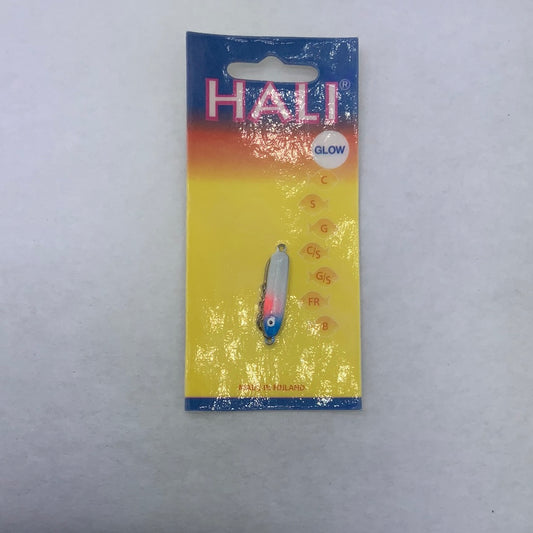 HALI®
GLOW
C
S
G
C/S
G/S
FR
B
MADE IN FINLAND